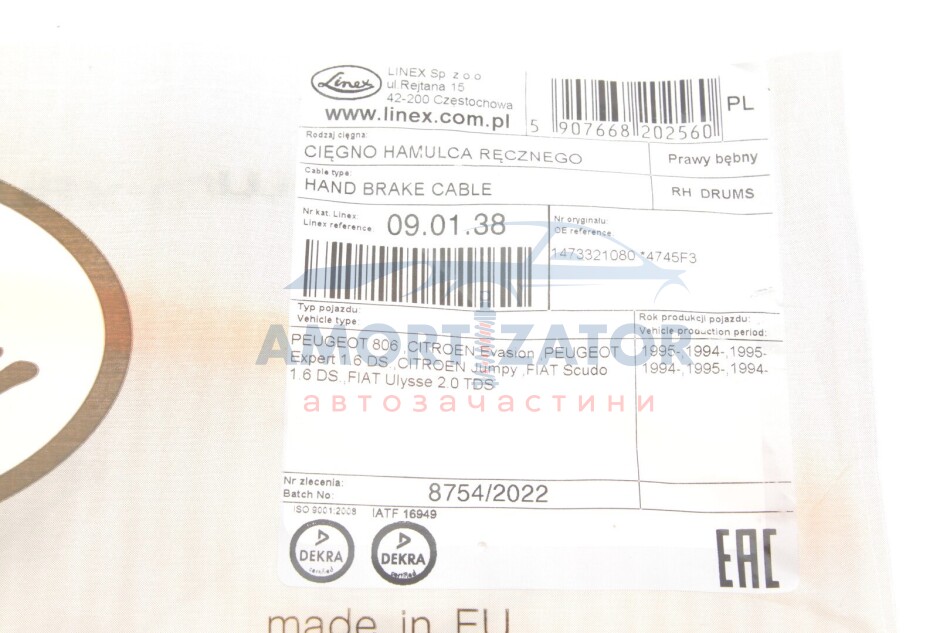 Linex
LINEX Sp. z o.o
ul.Rejtana 15
42-200 Częstochowa
www.linex.com.pl
5 907668 202560
PL
Rodzaj cięgna:
CIĘGNO HAMULCA RĘCZNEGO
Prawy bębny
Cable type:
HAND BRAKE CABLE
RH DRUMS
Nr kat. Linex:
Linex reference:
09.01.38
Nr oryginału:
OE reference:
1473321080 *4745F3
Typ pojazdu:
Vehicle type:
Rok produkcji pojazdu:
Vehicle prouction period:
PEUGEOT 806 ,CITROEN Evasion ,PEUGEOT
Expert 1.6 DS ,CITROEN Jumpy ,FIAT Scudo
1.6 DS ,FIAT Ulysse 2.0 TDS
1995-,1994-,1995-
1994-,1995-,1994-
AMORTIZATOR
автозачастини
Nr zlecenia:
Batch No:
8754/2022
ISO 9001:2008
IATF 16949
DEKRA
certified
DEKRA
certified
EAC
made in EU